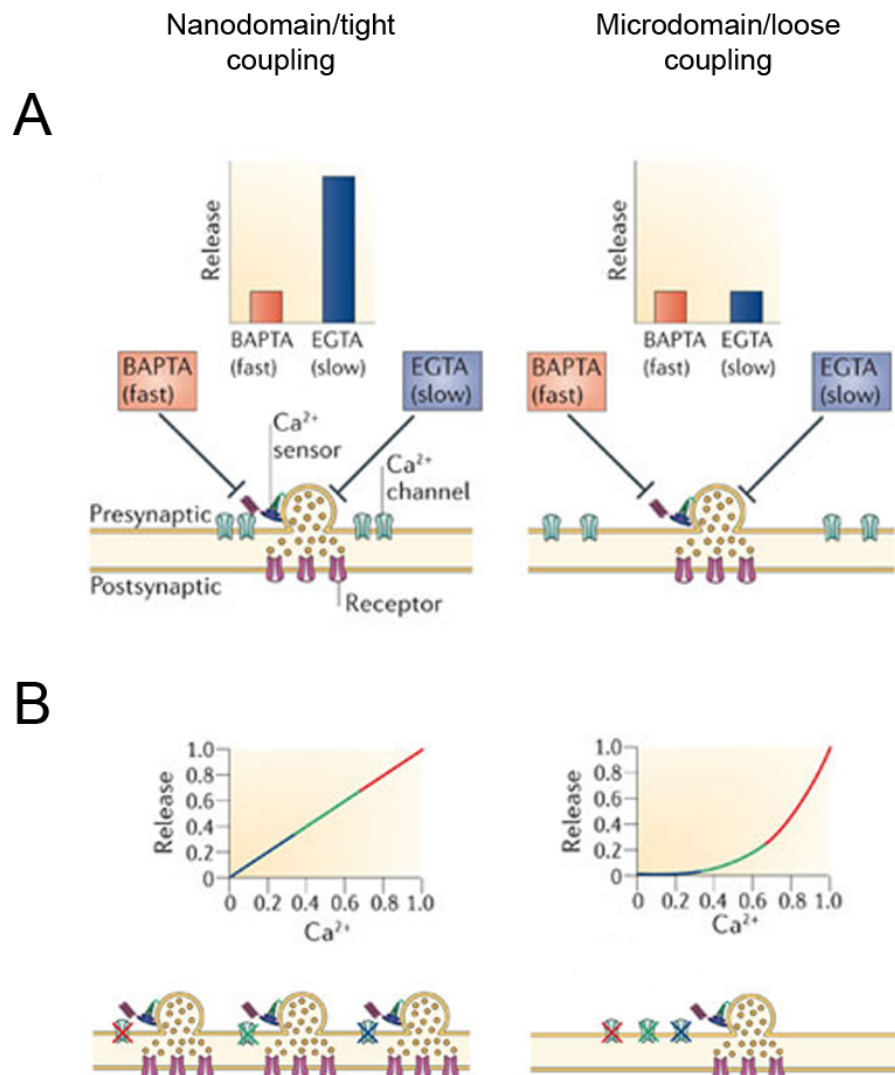 Nanodomain/tight
coupling
Microdomain/loose
coupling
A
Release
BAPTA
(fast)
EGTA
(slow)
Release
BAPTA
(fast)
EGTA
(slow)
BAPTA
(fast)
EGTA
(slow)
BAPTA
(fast)
EGTA
(slow)
Ca²⁺
sensor
Ca²⁺
channel
Presynaptic
Postsynaptic
Receptor
B
Release
1.0
0.8
0.6
0.4
0.2
0
0 0.2 0.4 0.6 0.8 1.0
Ca²⁺
Release
1.0
0.8
0.6
0.4
0.2
0
0 0.2 0.4 0.6 0.8 1.0
Ca²⁺